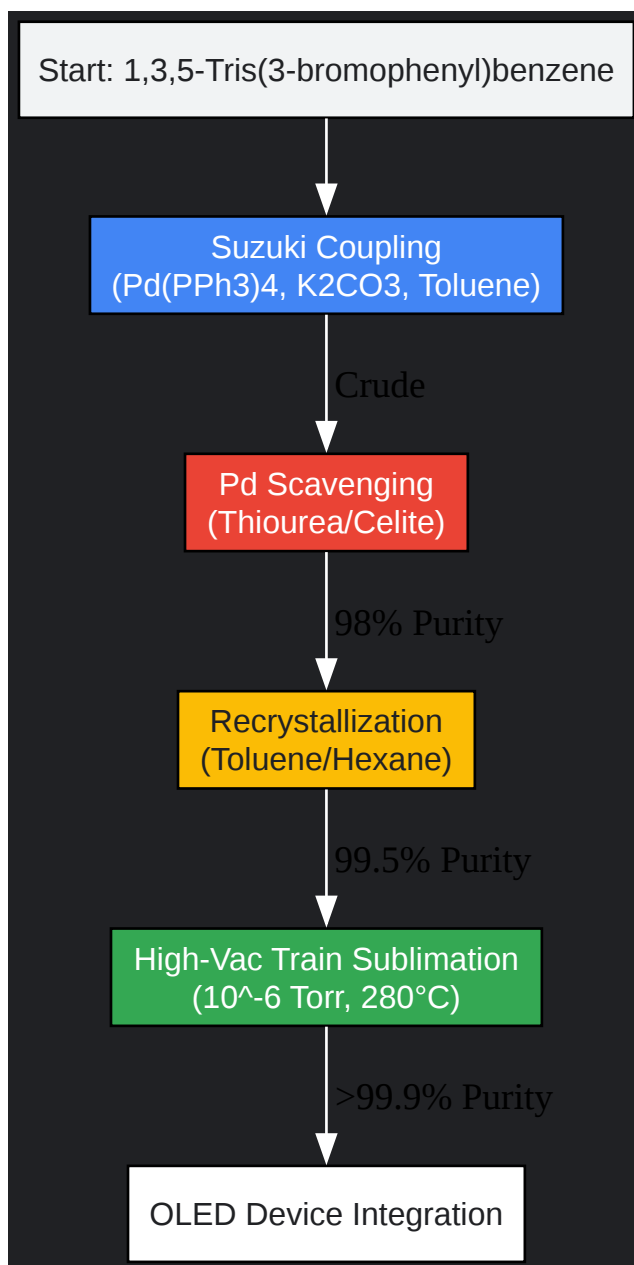 Start: 1,3,5-Tris(3-bromophenyl)benzene
Suzuki Coupling
(Pd(PPh3)4, K2CO3, Toluene)
Crude
Pd Scavenging
(Thiourea/Celite)
98% Purity
Recrystallization
(Toluene/Hexane)
99.5% Purity
High-Vac Train Sublimation
(10^-6 Torr, 280°C)
>99.9% Purity
OLED Device Integration